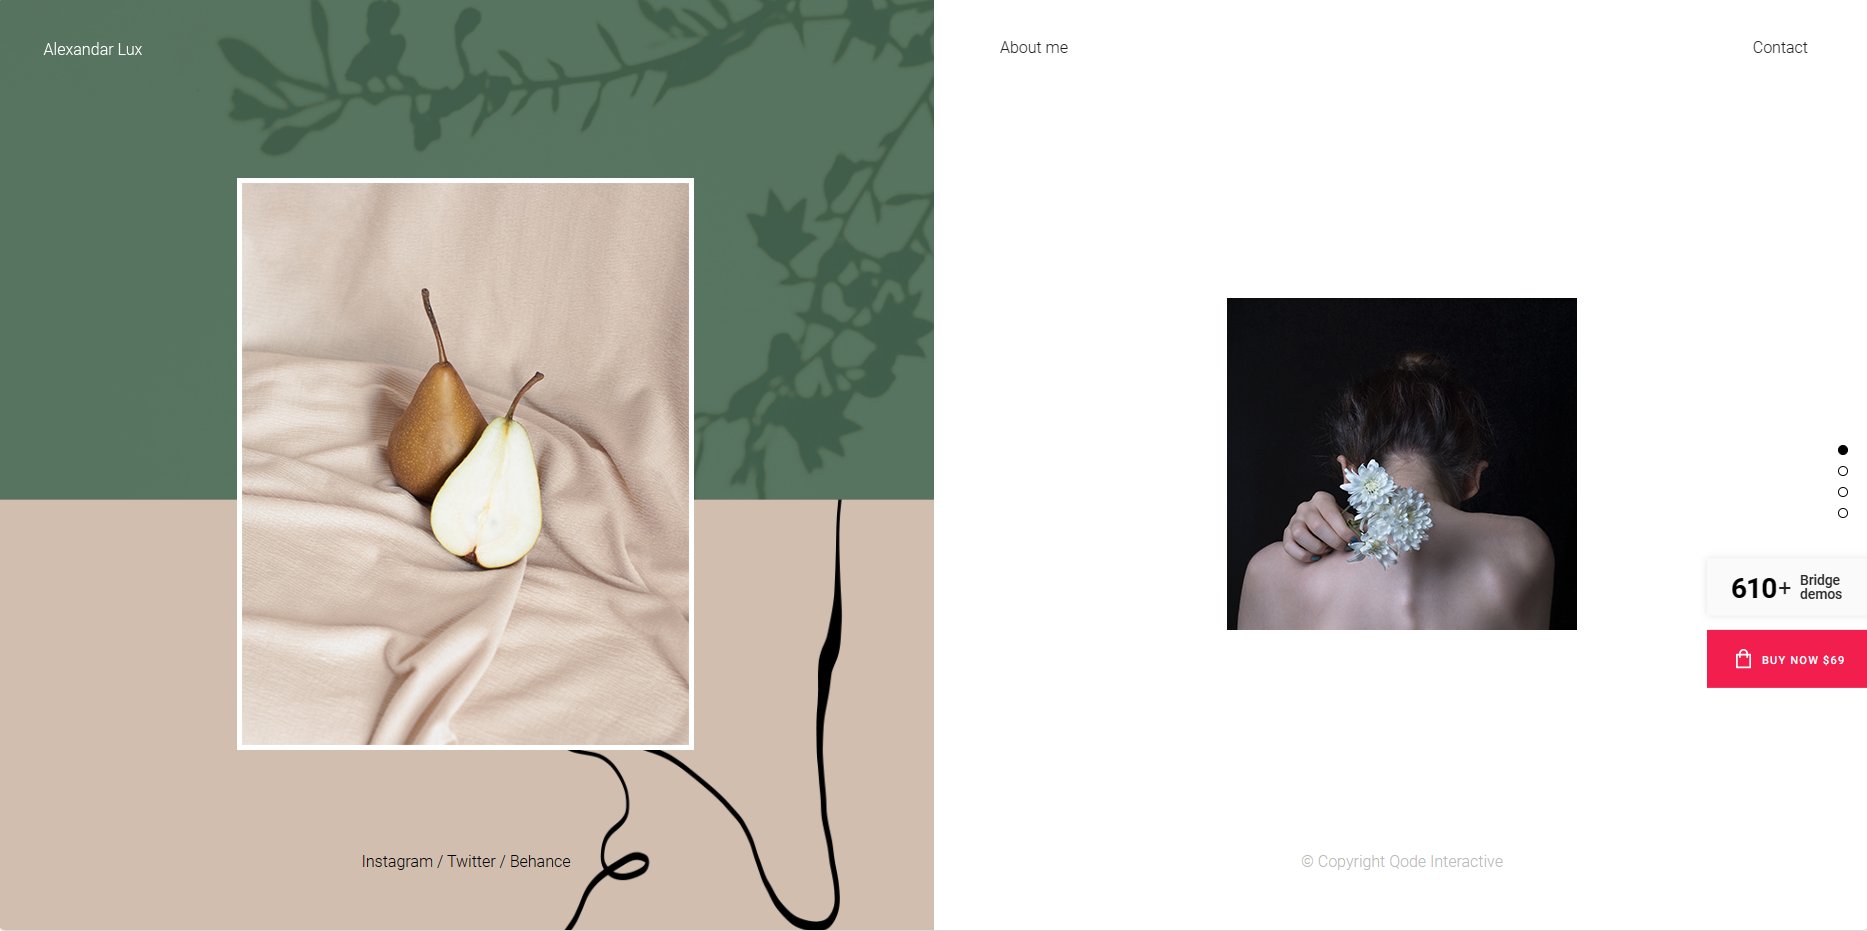 Alexandar Lux
About me
Contact
610+
Bridge
demos
BUY NOW $69
Instagram / Twitter / Behance
© Copyright Qode Interactive